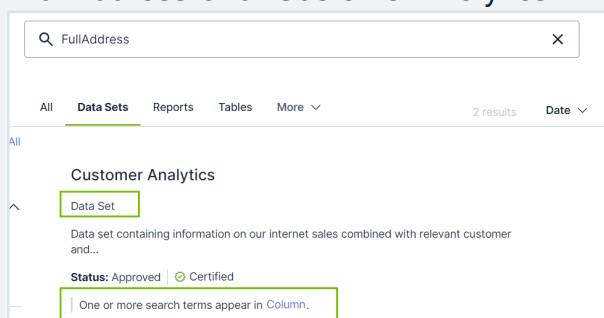 FullAddress
All Data Sets Reports Tables More 2 results Date
All
Customer Analytics
Data Set
Data set containing information on our internet sales combined with relevant customer
and...
Status: Approved Certified
One or more search terms appear in Column.